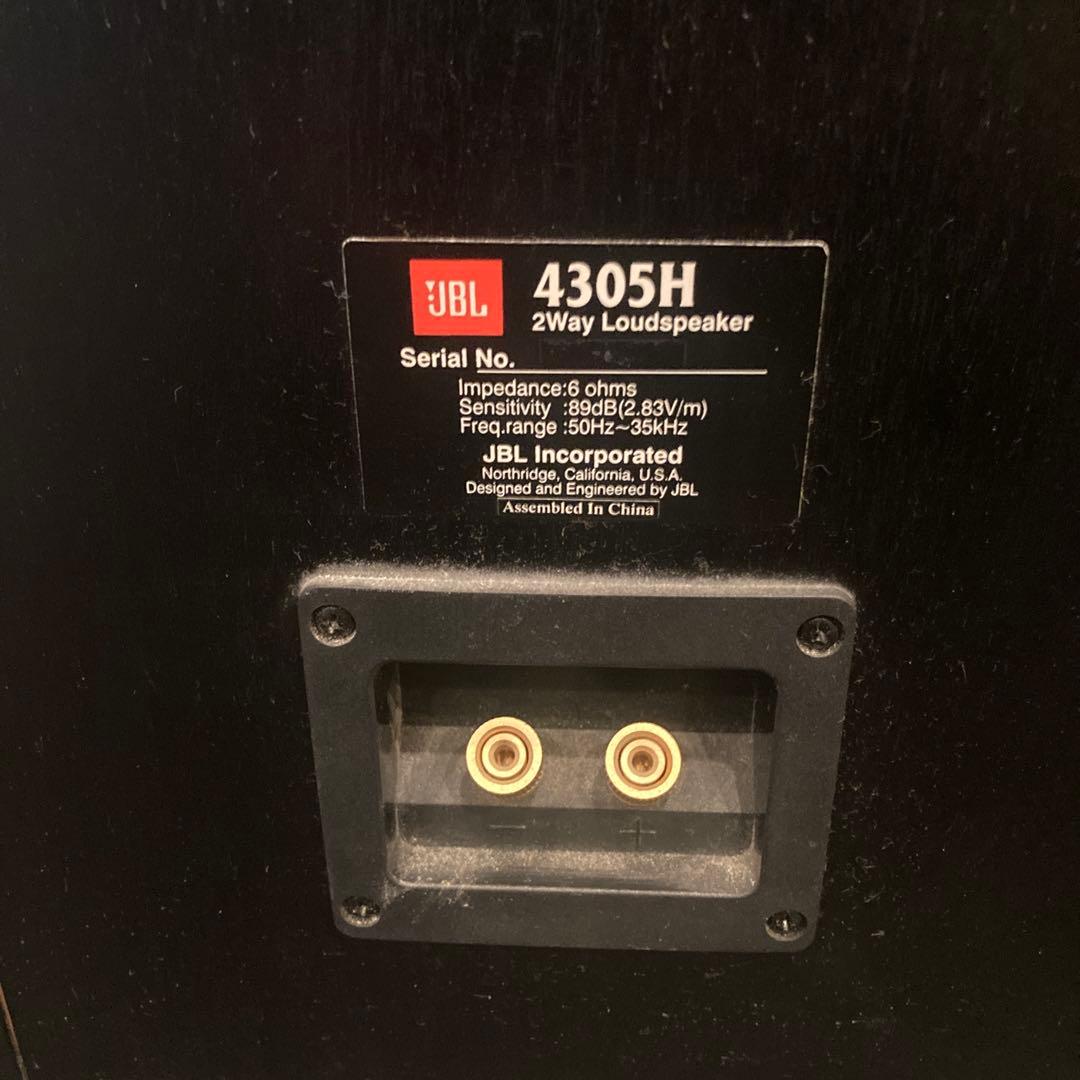 JBL 4305H
2Way Loudspeaker
Serial No.
Impedance:6 ohms
Sensitivity :89dB(2.83V/m)
Freq.range :50Hz~35kHz
JBL Incorporated
Northridge, California, U.S.A.
Designed and Engineered by JBL
Assembled In China
− +